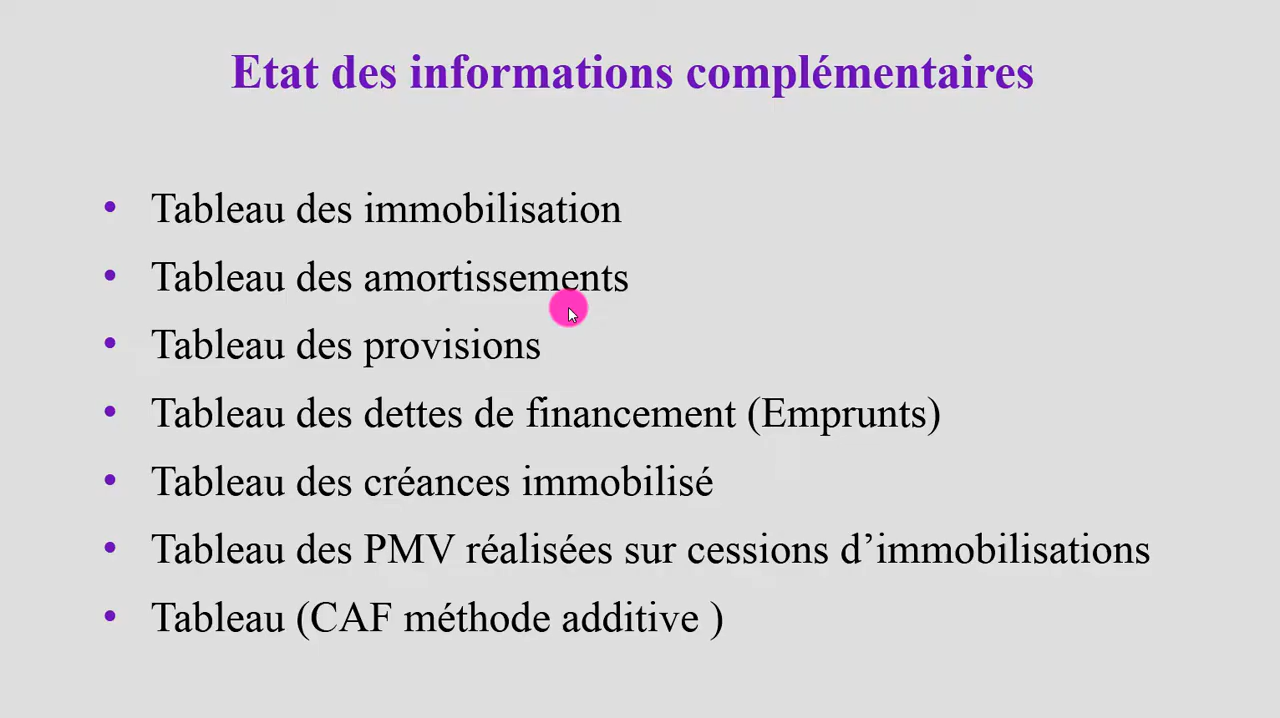 Etat des informations complémentaires
• Tableau des immobilisation
• Tableau des amortissements
• Tableau des provisions
• Tableau des dettes de financement (Emprunts)
• Tableau des créances immobilisé
• Tableau des PMV réalisées sur cessions d’immobilisations
• Tableau (CAF méthode additive )